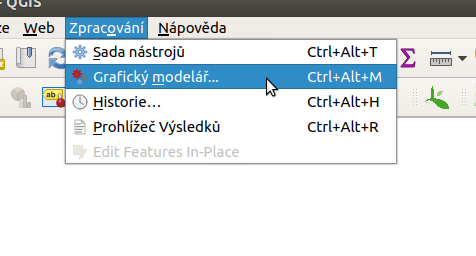 - QGIS
ze Web Zpracování Nápověda
Sada nástrojů Ctrl+Alt+T
Grafický modelář... Ctrl+Alt+M
Historie... Ctrl+Alt+H
Prohlížeč Výsledků Ctrl+Alt+R
Edit Features In-Place
Σ
ab